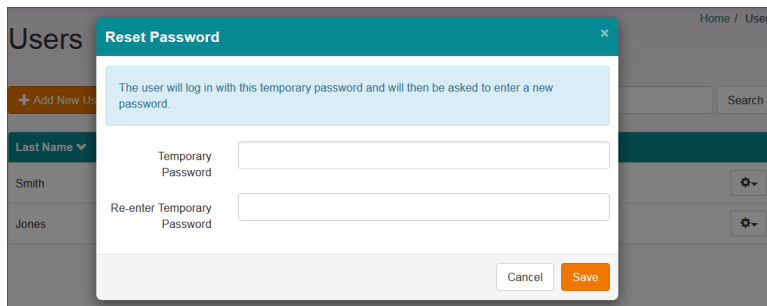 Home / User
Users
Reset Password
×
The user will log in with this temporary password and will then be asked to enter a new
password.
Add New Us
Search
Last Name
Temporary
Password
Smith
Re-enter Temporary
Password
Jones
Cancel
Save